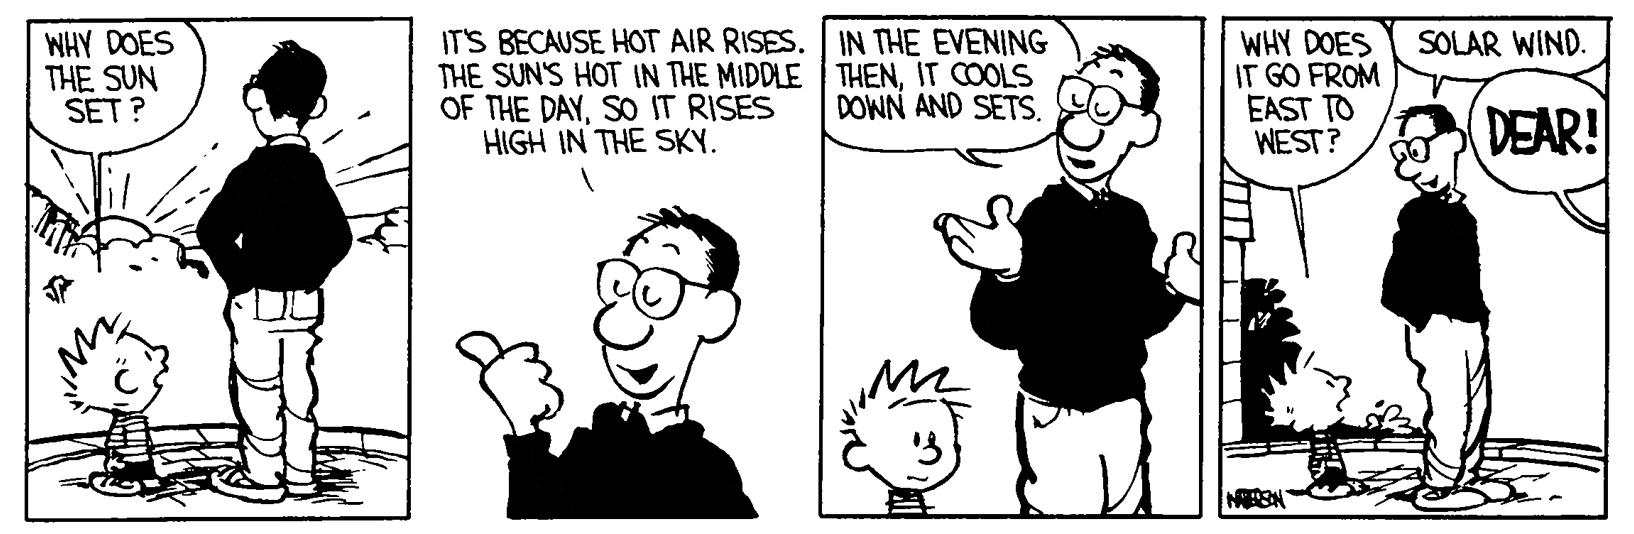 WHY DOES
THE SUN
SET?
IT'S BECAUSE HOT AIR RISES.
THE SUN'S HOT IN THE MIDDLE
OF THE DAY, SO IT RISES
HIGH IN THE SKY.
IN THE EVENING
THEN, IT COOLS
DOWN AND SETS.
WHY DOES
IT GO FROM
EAST TO
WEST?
SOLAR WIND.
DEAR!
WATTERSON